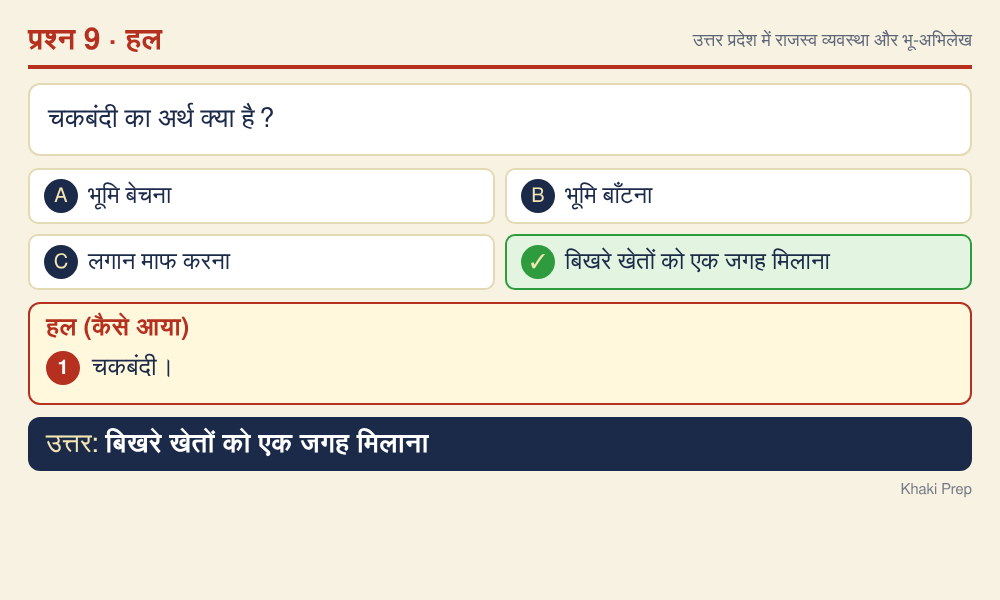 प्रश्न 9 · हल
उत्तर प्रदेश में राजस्व व्यवस्था और भू-अभिलेख
चकबंदी का अर्थ क्या है ?
A भूमि बेचना
B भूमि बाँटना
C लगान माफ करना
✓ बिखरे खेतों को एक जगह मिलाना
हल (कैसे आया)
1 चकबंदी।
उत्तर: बिखरे खेतों को एक जगह मिलाना
Khaki Prep